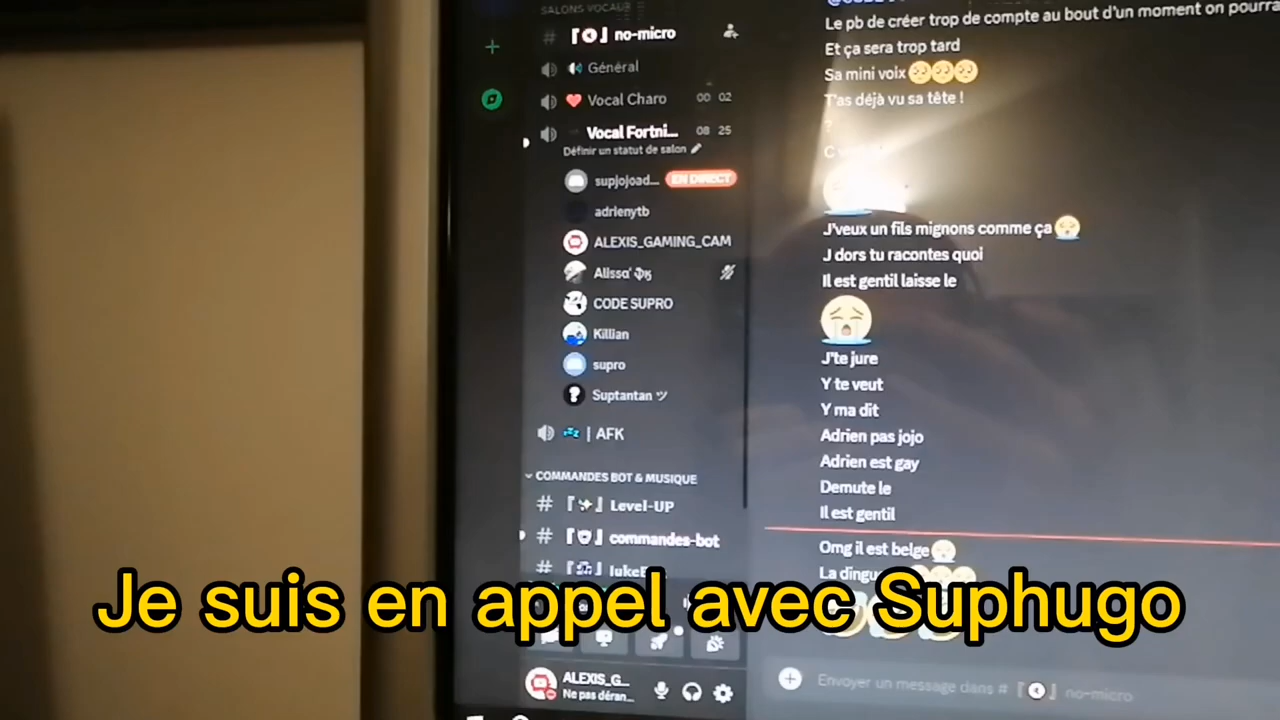 SALONS VOCAUX
# 『 』 no-micro
Général
Vocal Charo 00 02
Vocal Fortni... 08 25
Définir un statut de salon
supjojoad... EN DIRECT
adrienytb
ALEXIS_GAMING_CAM
Alissa'
CODE SUPRO
Killian
supro
Suptantan ツ
| AFK
COMMANDES BOT & MUSIQUE
# 『 』 Level-UP
# 『 』 commandes-bot
ALEXIS_G...
Ne pas déran...
Le pb de créer trop de compte au bout d'un moment on pourra
Et ça sera trop tard
Sa mini voix 🥺🥺🥺
T'as déjà vu sa tête !
?
J'veux un fils mignons comme ça
J dors tu racontes quoi
Il est gentil laisse le
😭
J'te jure
Y te veut
Y ma dit
Adrien pas jojo
Adrien est gay
Demute le
Il est gentil
Omg il est belge 😭
La dingue
Envoyer un message dans # 『 』 no-micro
Je suis en appel avec Suphugo